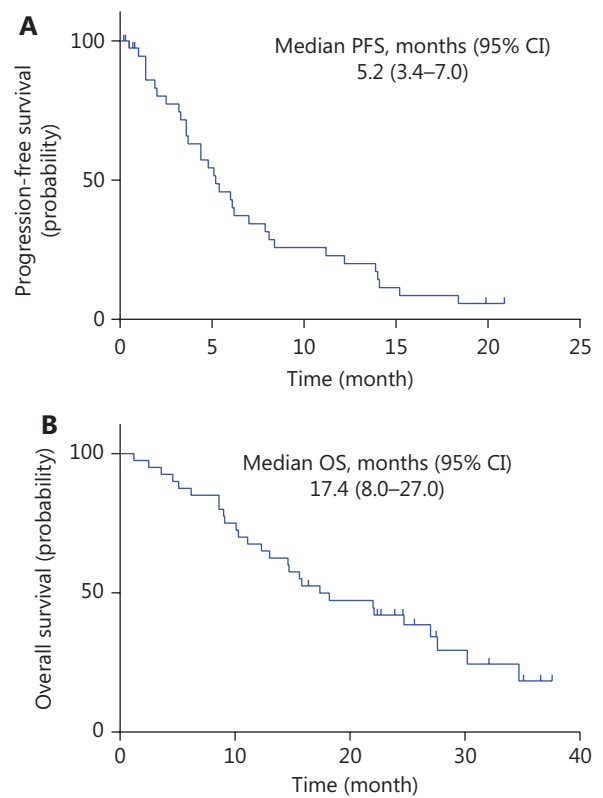 A
Median PFS, months (95% CI)
5.2 (3.4–7.0)
Progression-free survival
(probability)
100
50
0
0 5 10 15 20 25
Time (month)
B
Median OS, months (95% CI)
17.4 (8.0–27.0)
Overall survival (probability)
100
50
0
0 10 20 30 40
Time (month)